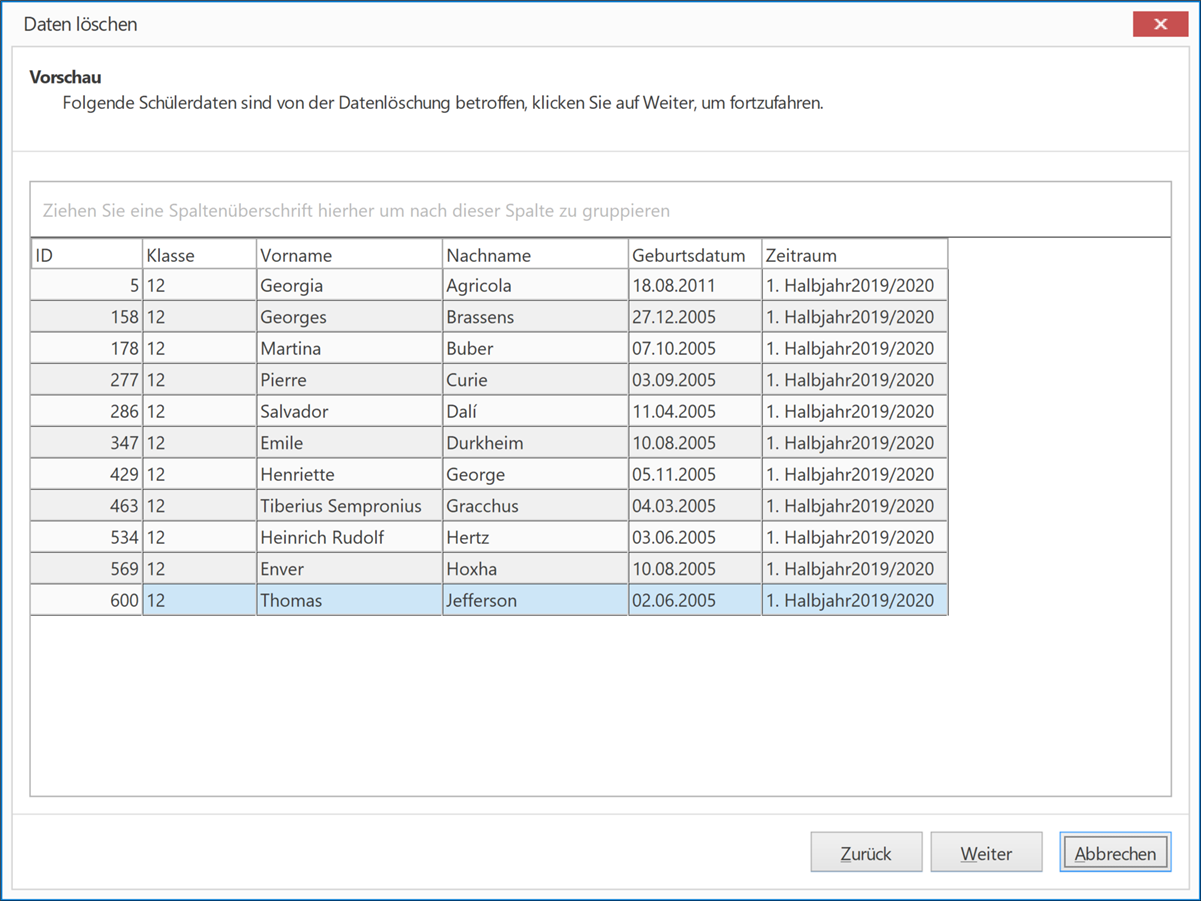 Daten löschen
Vorschau
Folgende Schülerdaten sind von der Datenlöschung betroffen, klicken Sie auf Weiter, um fortzufahren.
Ziehen Sie eine Spaltenüberschrift hierher um nach dieser Spalte zu gruppieren
ID Klasse Vorname Nachname Geburtsdatum Zeitraum
5 12 Georgia Agricola 18.08.2011 1. Halbjahr2019/2020
158 12 Georges Brassens 27.12.2005 1. Halbjahr2019/2020
178 12 Martina Buber 07.10.2005 1. Halbjahr2019/2020
277 12 Pierre Curie 03.09.2005 1. Halbjahr2019/2020
286 12 Salvador Dalí 11.04.2005 1. Halbjahr2019/2020
347 12 Emile Durkheim 10.08.2005 1. Halbjahr2019/2020
429 12 Henriette George 05.11.2005 1. Halbjahr2019/2020
463 12 Tiberius Sempronius Gracchus 04.03.2005 1. Halbjahr2019/2020
534 12 Heinrich Rudolf Hertz 03.06.2005 1. Halbjahr2019/2020
569 12 Enver Hoxha 10.08.2005 1. Halbjahr2019/2020
600 12 Thomas Jefferson 02.06.2005 1. Halbjahr2019/2020
Zurück Weiter Abbrechen